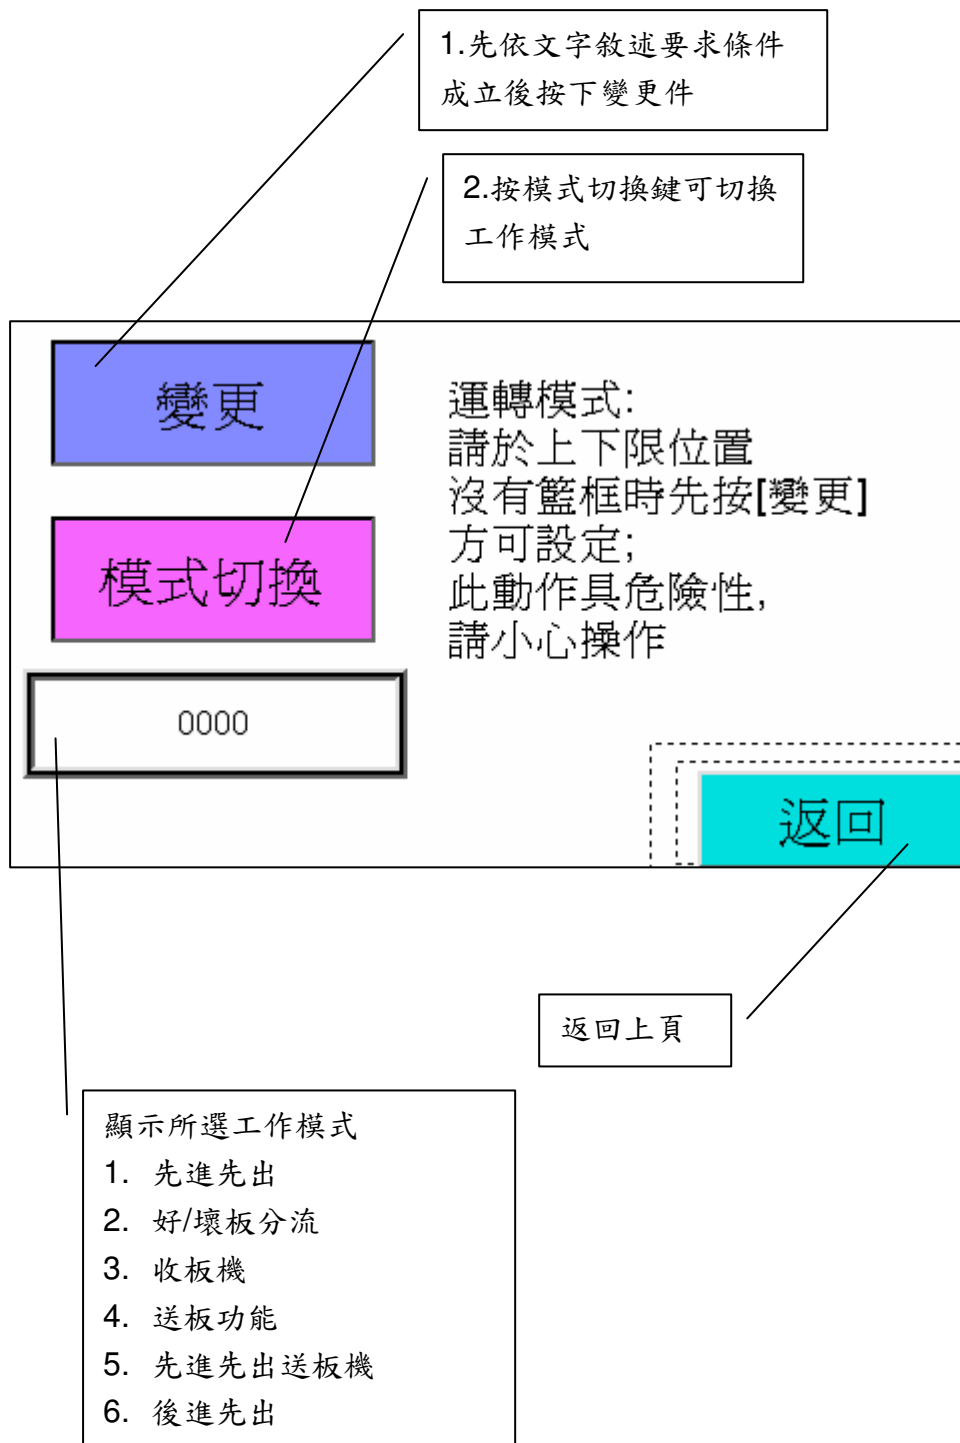 1.先依文字敘述要求條件
成立後按下變更件
2.按模式切換鍵可切換
工作模式
變更
模式切換
0000
運轉模式:
請於上下限位置
沒有籃框時先按[變更]
方可設定;
此動作具危險性,
請小心操作
返回
返回上頁
顯示所選工作模式
1. 先進先出
2. 好/壞板分流
3. 收板機
4. 送板功能
5. 先進先出送板機
6. 後進先出